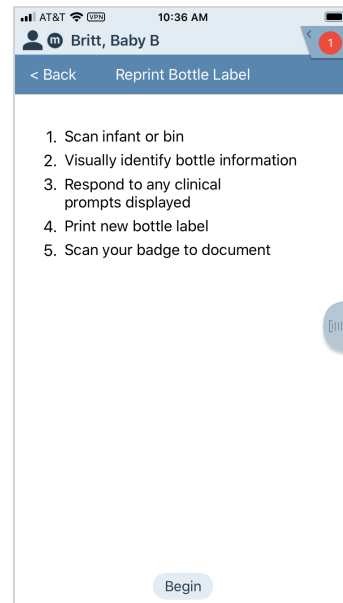 AT&T VPN 10:36 AM
m Britt, Baby B
1
< Back Reprint Bottle Label
1. Scan infant or bin
2. Visually identify bottle information
3. Respond to any clinical
prompts displayed
4. Print new bottle label
5. Scan your badge to document
Begin